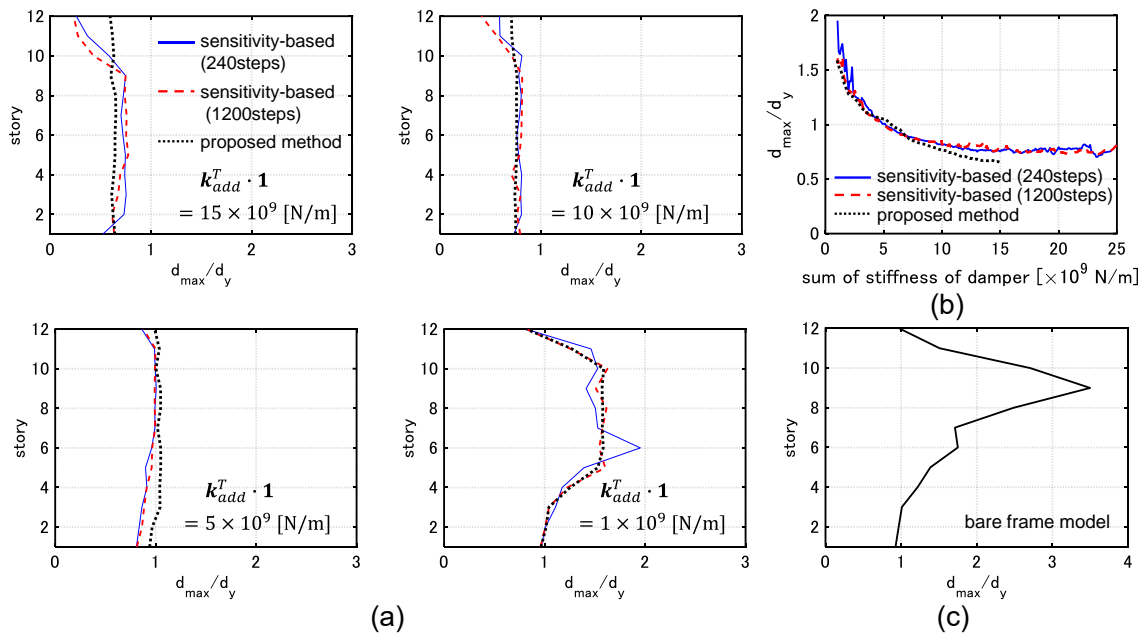 12
10
8
6
4
2
story
sensitivity-based
(240steps)
sensitivity-based
(1200steps)
proposed method
k_add^T · 1
= 15 × 10^9 [N/m]
0 1 2 3
d_max/d_y
12
10
8
6
4
2
story
k_add^T · 1
= 10 × 10^9 [N/m]
0 1 2 3
d_max/d_y
2
1.5
1
0.5
0
d_max/d_y
sensitivity-based (240steps)
sensitivity-based (1200steps)
proposed method
0 5 10 15 20 25
sum of stiffness of damper [×10^9 N/m]
(b)
12
10
8
6
4
2
story
k_add^T · 1
= 5 × 10^9 [N/m]
0 1 2 3
d_max/d_y
12
10
8
6
4
2
story
k_add^T · 1
= 1 × 10^9 [N/m]
0 1 2 3
d_max/d_y
(a)
12
10
8
6
4
2
story
bare frame model
0 1 2 3 4
d_max/d_y
(c)